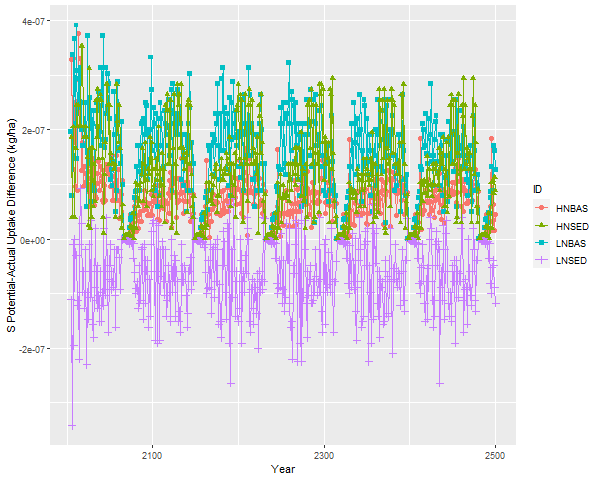 4e-07
2e-07
0e+00
-2e-07
S Potential-Actual Uptake Difference (kg/ha)
2100
2300
2500
Year
ID
HNBAS
HNSED
LNBAS
LNSED